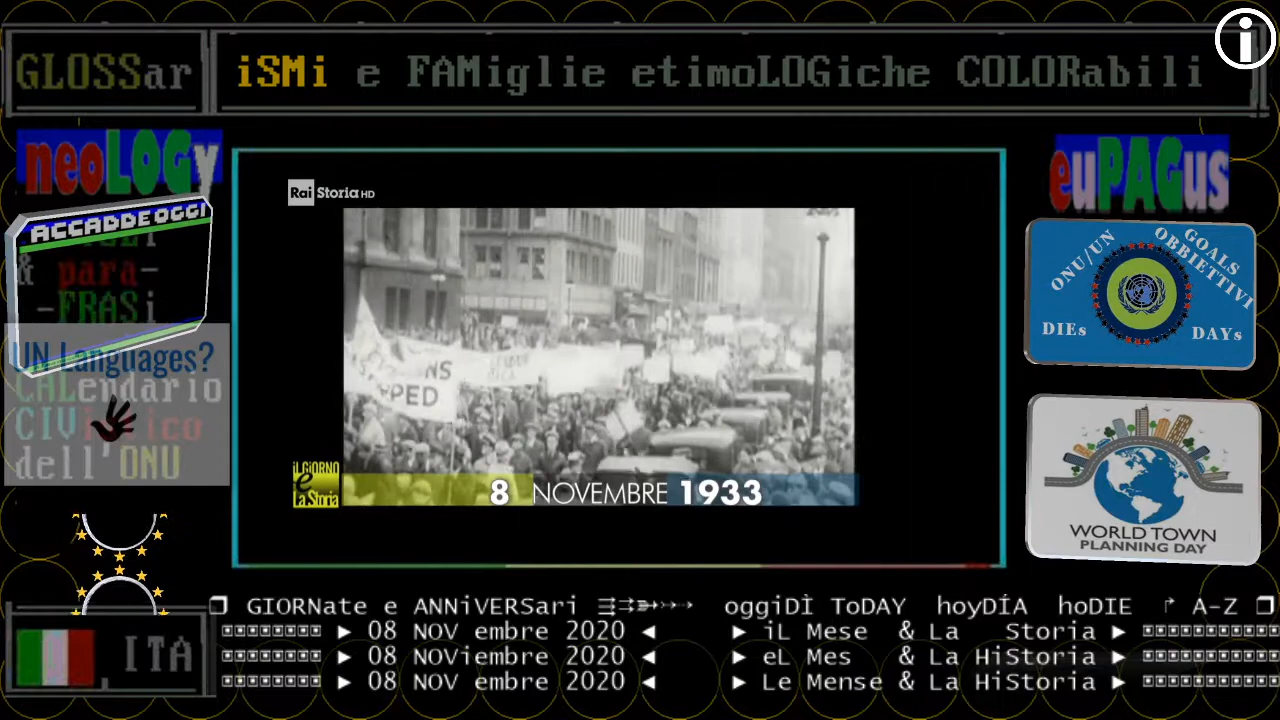 GLOSSar
iSMi e FAMiglie etimoLOGiche COLORabili
neoLOGy
ACCADDE OGGI
& para-
-FRASi
UN Languages?
CALendario
dell'ONU
Rai Storia HD
NS
PPED
iL GiORNO
e
La Storia
8 NOVEMBRE 1933
euPAGus
ONU/UN
GOALS
OBBIETTIVI
DIEs
DAYs
WORLD TOWN
PLANNING DAY
GIORNate e ANNiVERSari oggiDÌ ToDAY hoyDÍA hoDIE A-Z
08 NOV embre 2020 iL Mese & La Storia
08 NOViembre 2020 eL Mes & La HiStoria
08 NOV embre 2020 Le Mense & La HiStoria
ITA